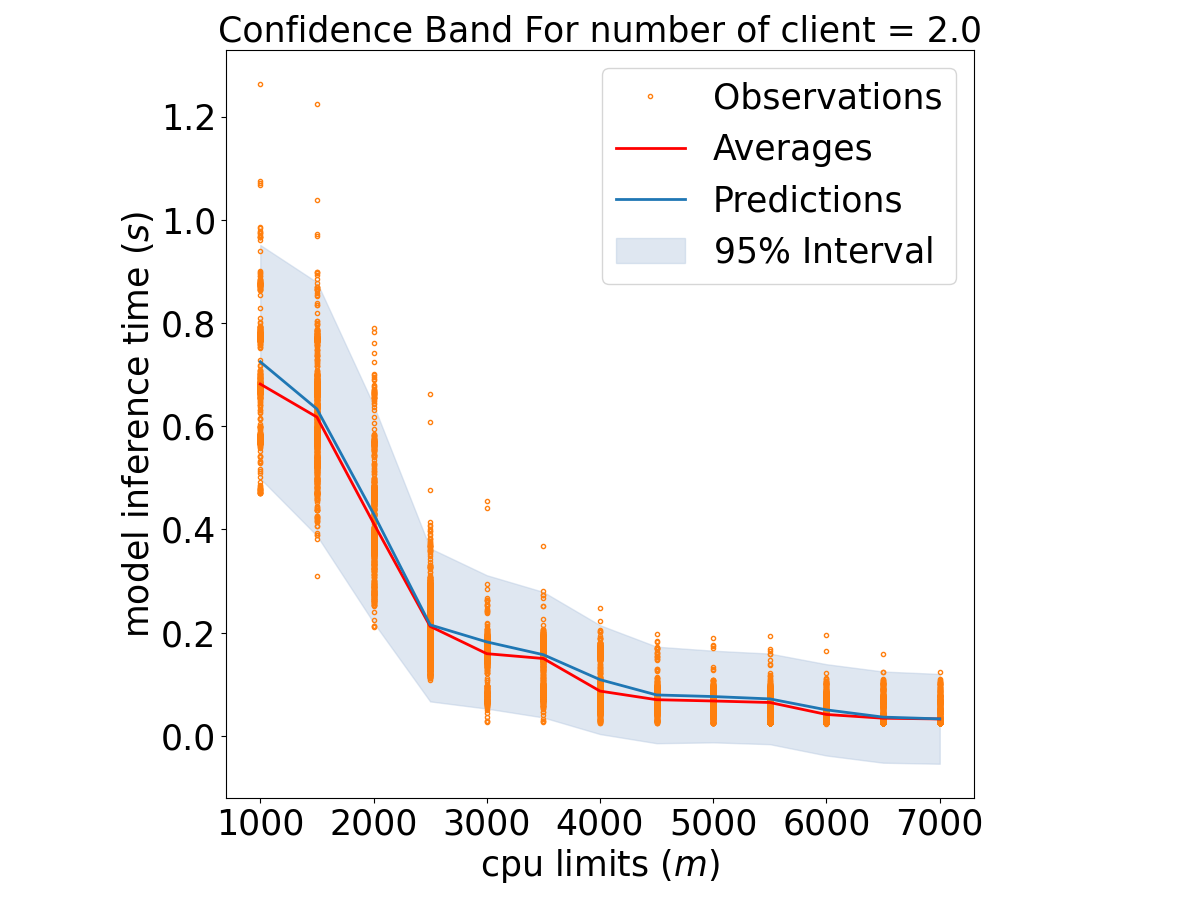 Confidence Band For number of client = 2.0
Observations
Averages
Predictions
95% Interval
model inference time (s)
1.2
1.0
0.8
0.6
0.4
0.2
0.0
1000 2000 3000 4000 5000 6000 7000
cpu limits (m)